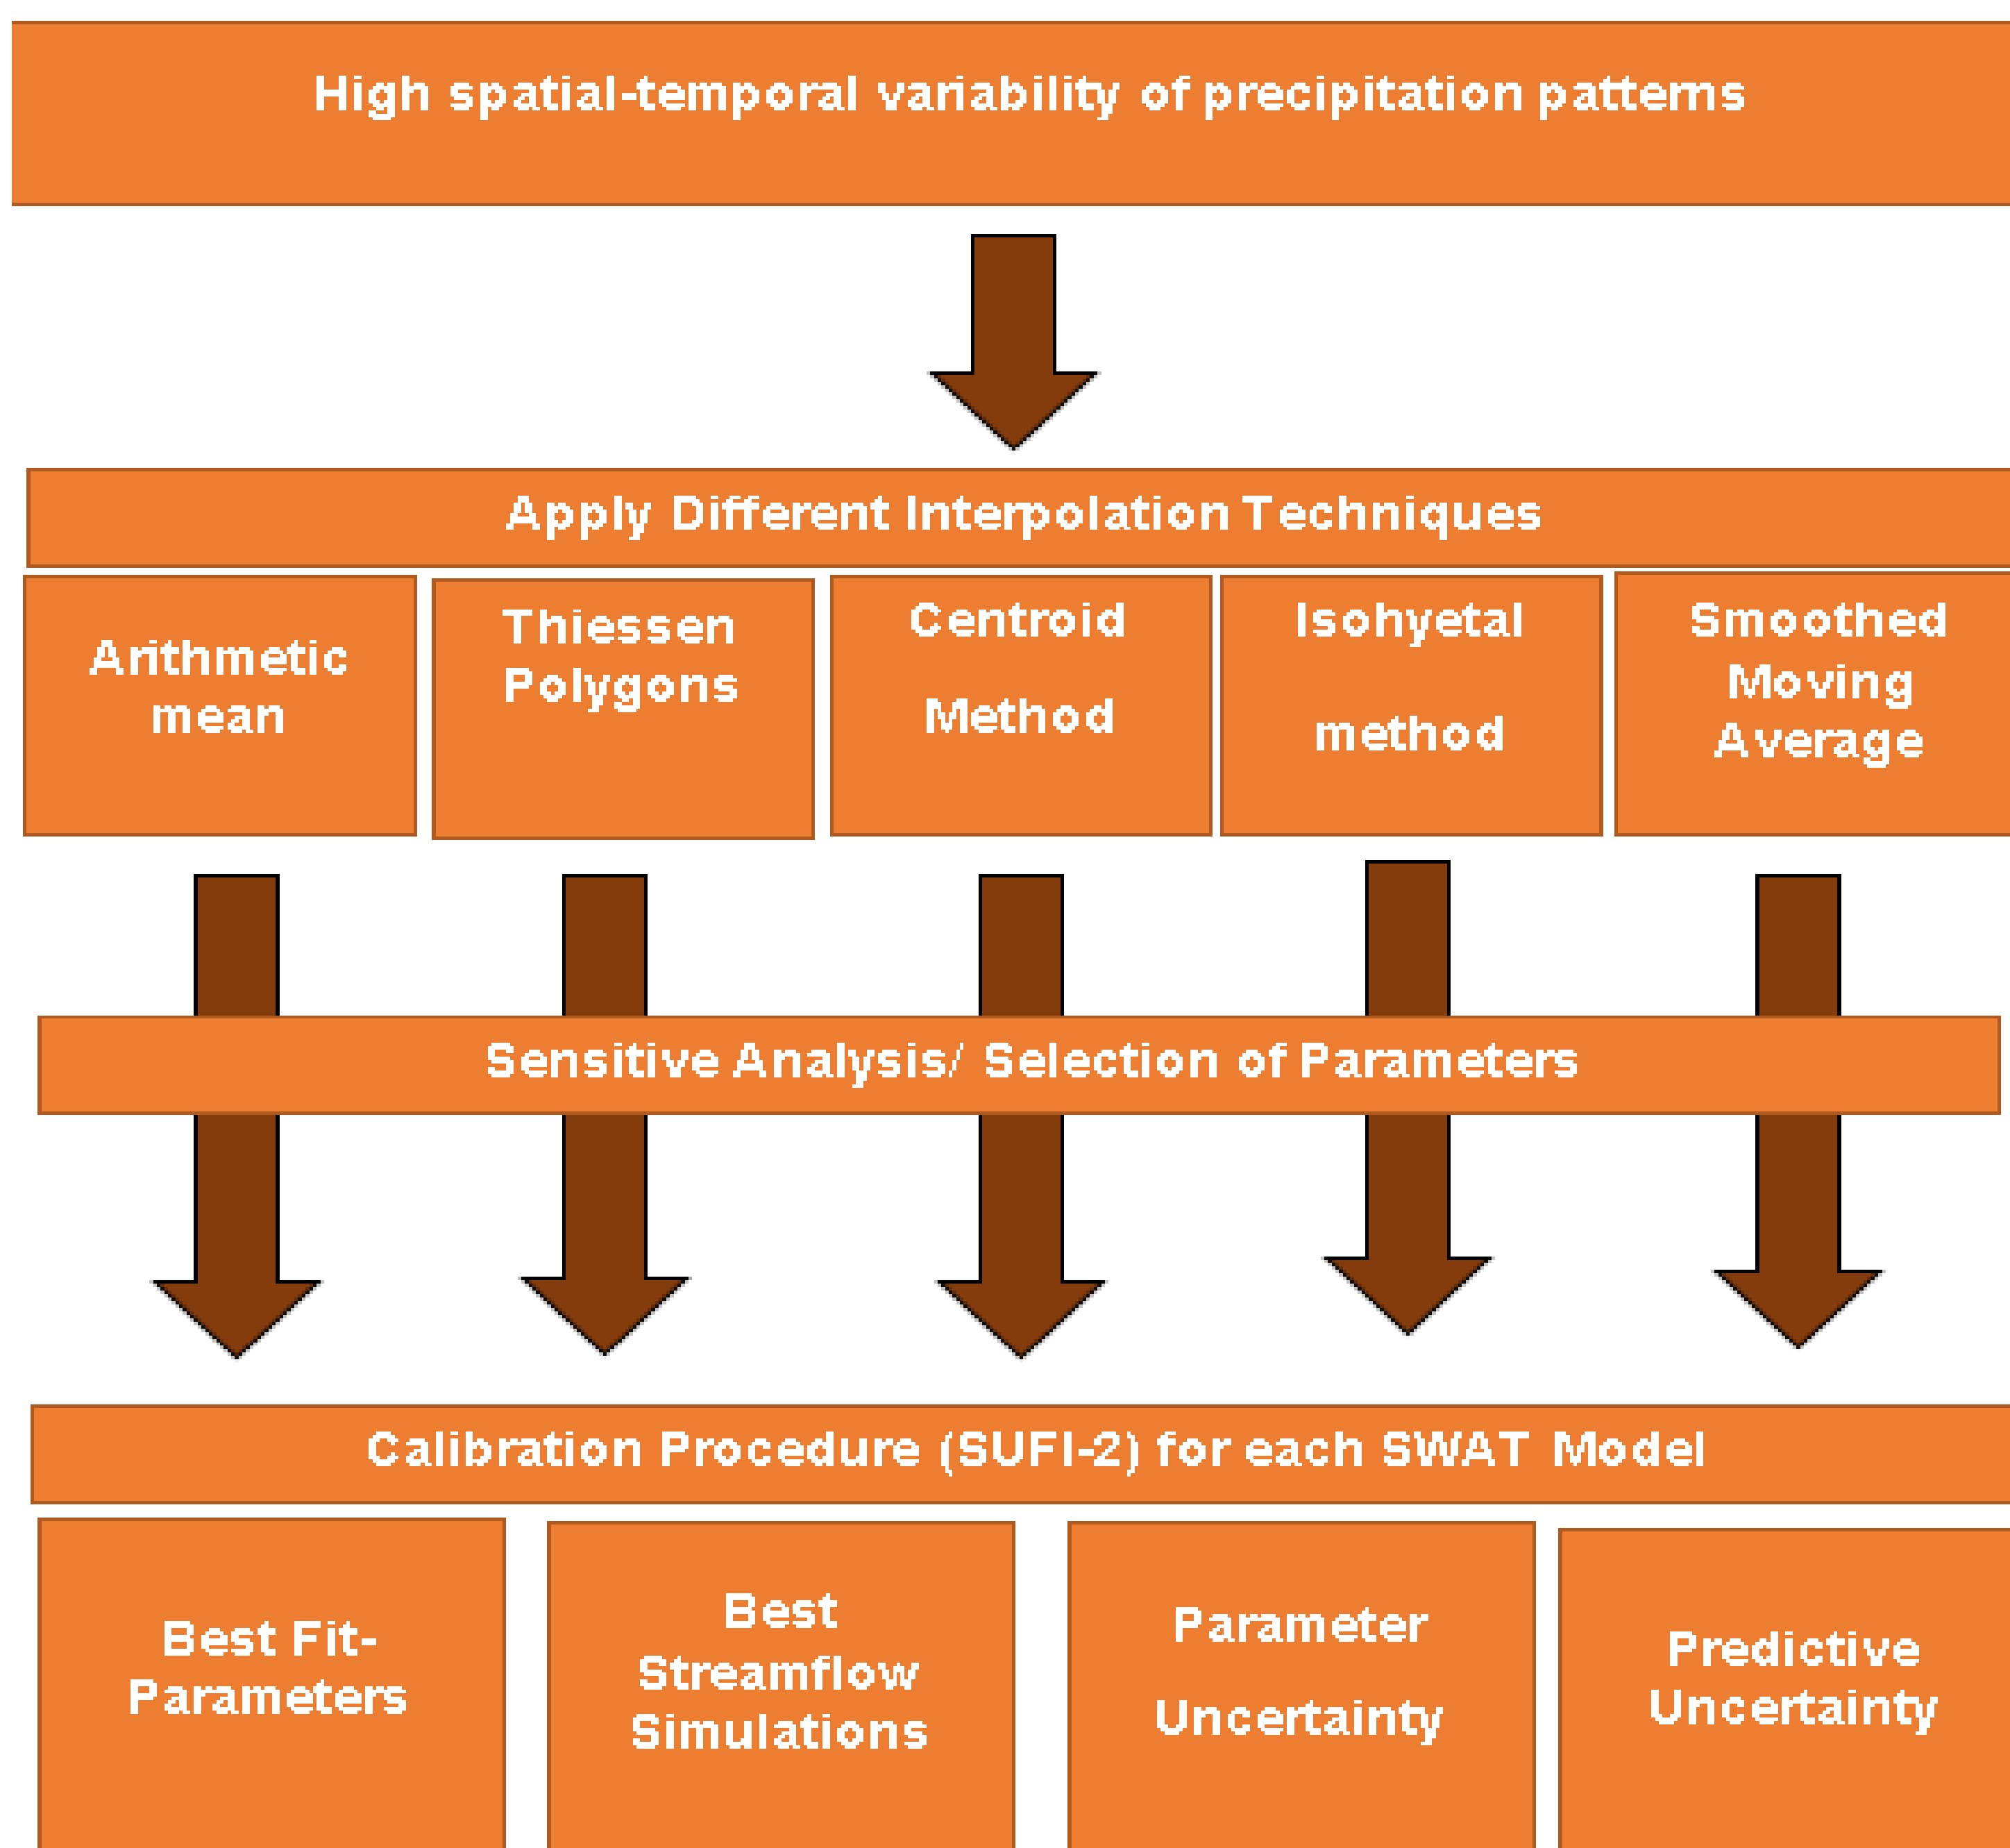 High spatial-temporal variability of precipitation patterns
Apply Different Interpolation Techniques
Arithmetic
mean
Thiessen
Polygons
Centroid
Method
Isohyetal
method
Smoothed
Moving
Average
Sensitive Analysis/ Selection of Parameters
Calibration Procedure (SUFI-2) for each SWAT Model
Best Fit-
Parameters
Best
Streamflow
Simulations
Parameter
Uncertainty
Predictive
Uncertainty